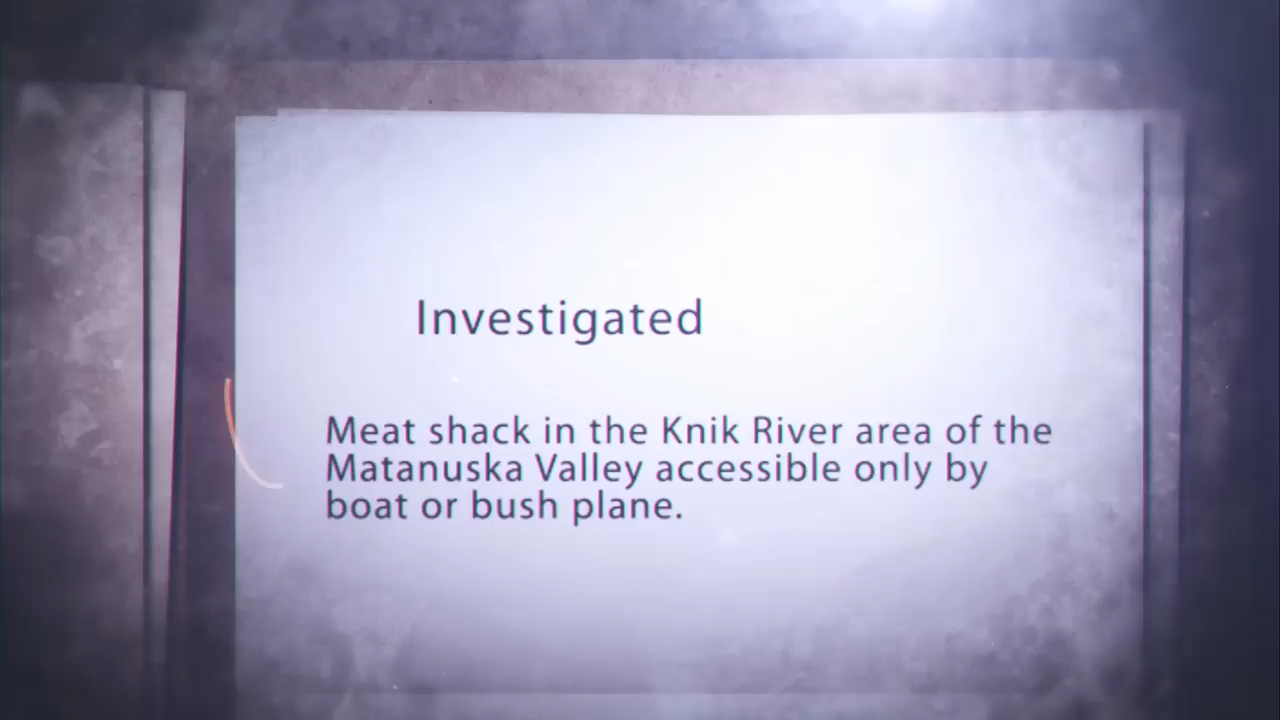 Investigated
Meat shack in the Knik River area of the
Matanuska Valley accessible only by
boat or bush plane.